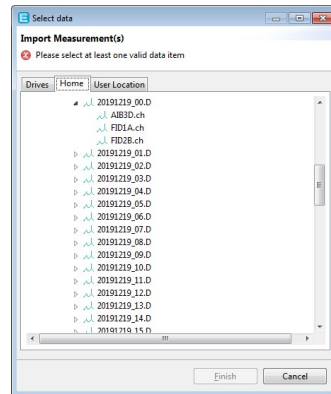 Select data
Import Measurement(s)
Please select at least one valid data item
Drives Home User Location
20191219_00.D
AIB3D.ch
FID1A.ch
FID2B.ch
20191219_01.D
20191219_02.D
20191219_03.D
20191219_04.D
20191219_05.D
20191219_06.D
20191219_07.D
20191219_08.D
20191219_09.D
20191219_10.D
20191219_11.D
20191219_12.D
20191219_13.D
20191219_14.D
20191219_15.D
Finish Cancel